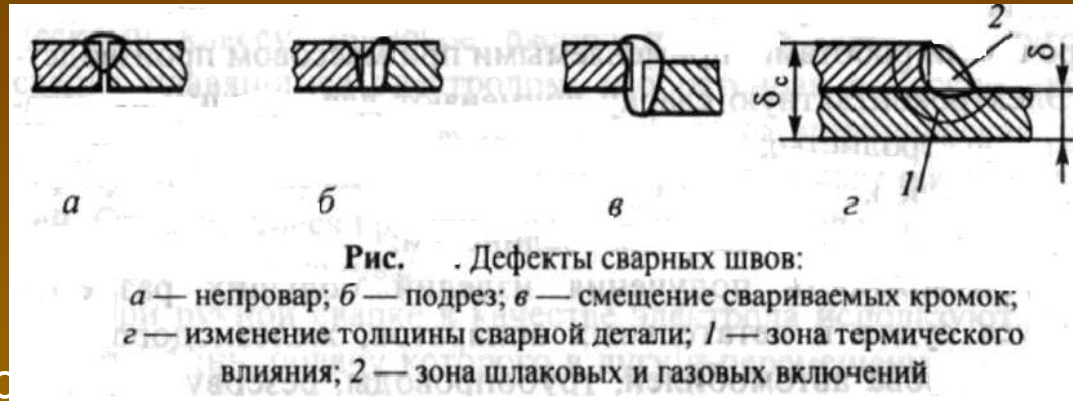 2
δ
δс
1
а
б
в
г
Рис. . Дефекты сварных швов:
а — непровар; б — подрез; в — смещение свариваемых кромок;
г — изменение толщины сварной детали; 1 — зона термического
влияния; 2 — зона шлаковых и газовых включений